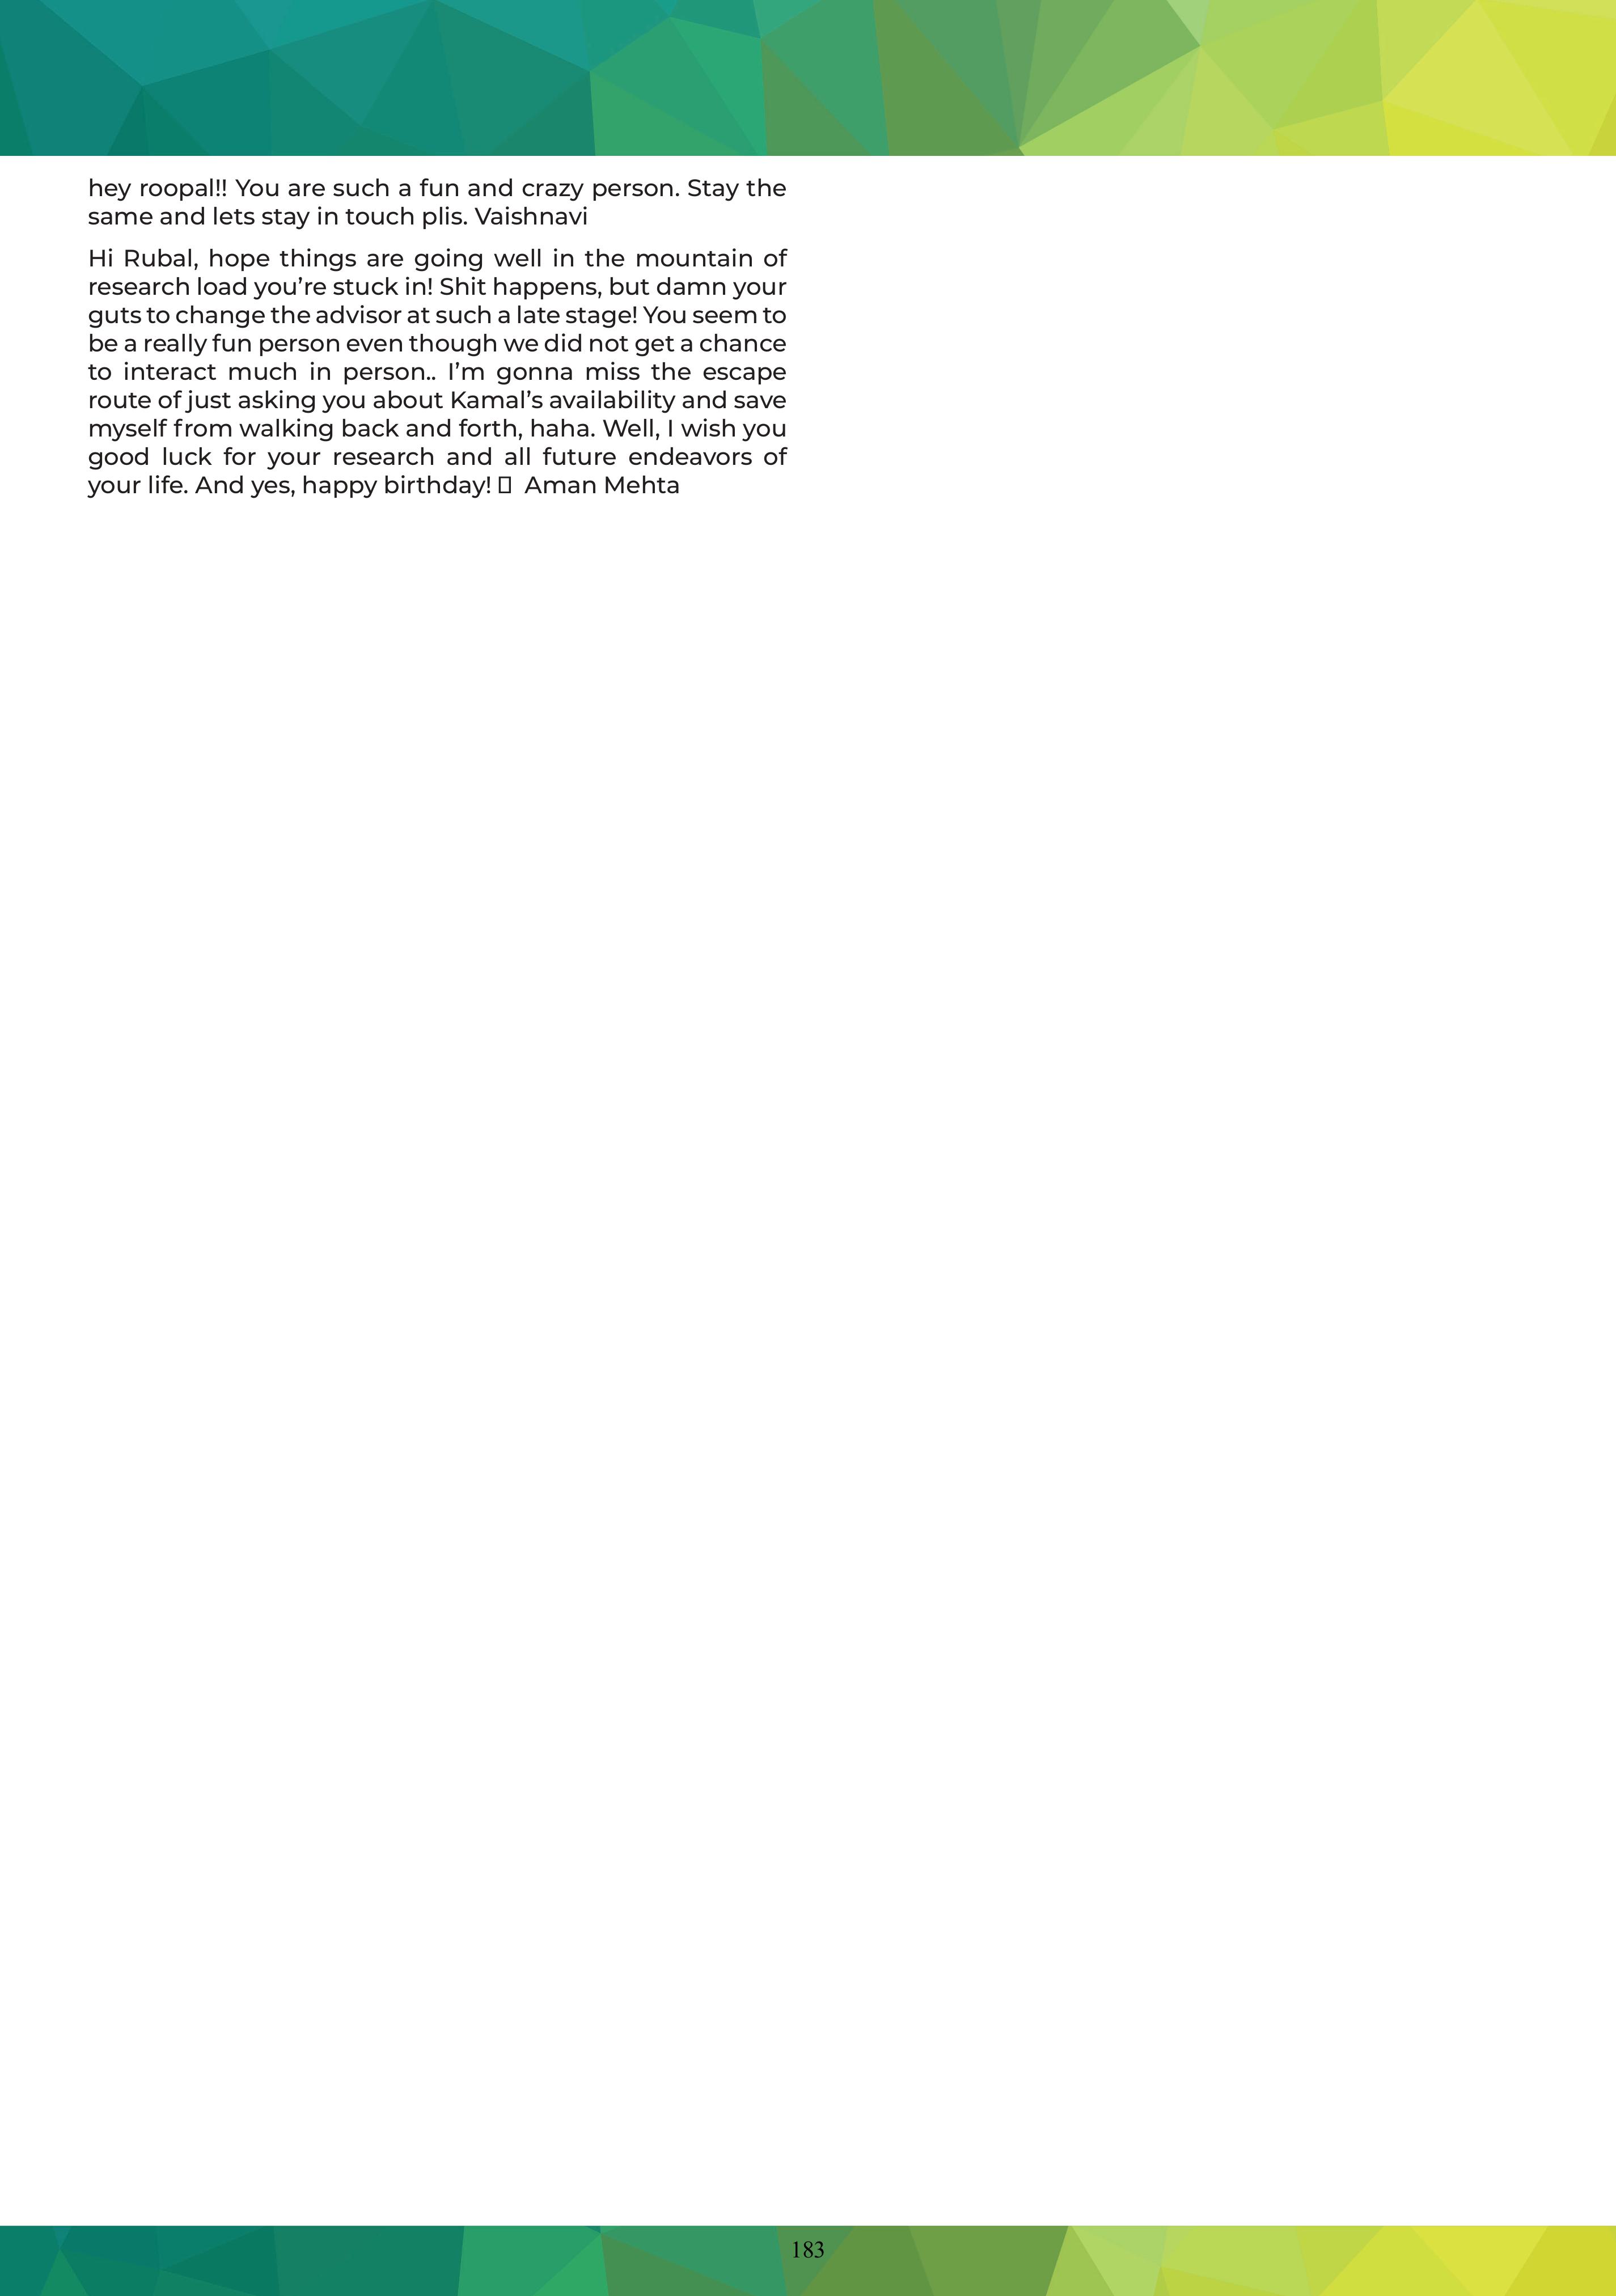 hey roopal!! You are such a fun and crazy person. Stay the
same and lets stay in touch plis. Vaishnavi
Hi Rubal, hope things are going well in the mountain of
research load you’re stuck in! Shit happens, but damn your
guts to change the advisor at such a late stage! You seem to
be a really fun person even though we did not get a chance
to interact much in person.. I’m gonna miss the escape
route of just asking you about Kamal’s availability and save
myself from walking back and forth, haha. Well, I wish you
good luck for your research and all future endeavors of
your life. And yes, happy birthday! Aman Mehta
183